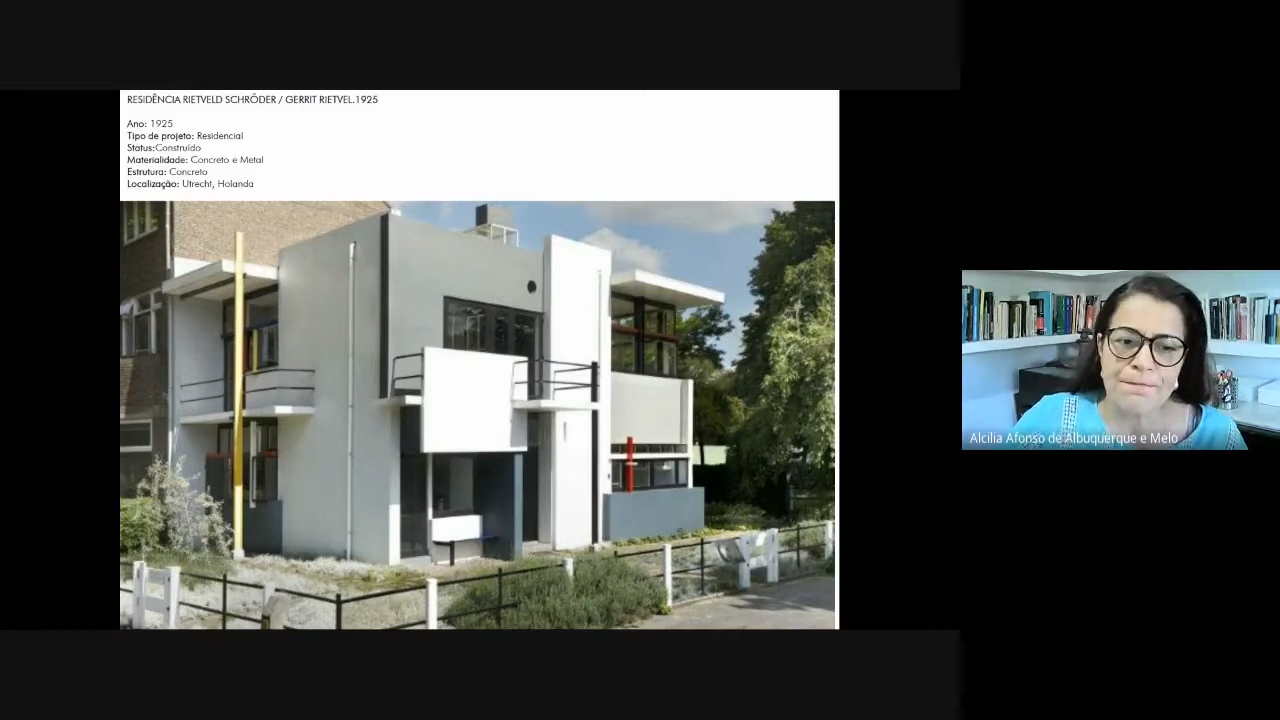 RESIDÊNCIA RIETVELD SCHRÖDER / GERRIT RIETVEL.1925
Ano: 1925
Tipo de projeto: Residencial
Status:Construído
Materialidade: Concreto e Metal
Estrutura: Concreto
Localização: Utrecht, Holanda
Alcilia Afonso de Albuquerque e Melo